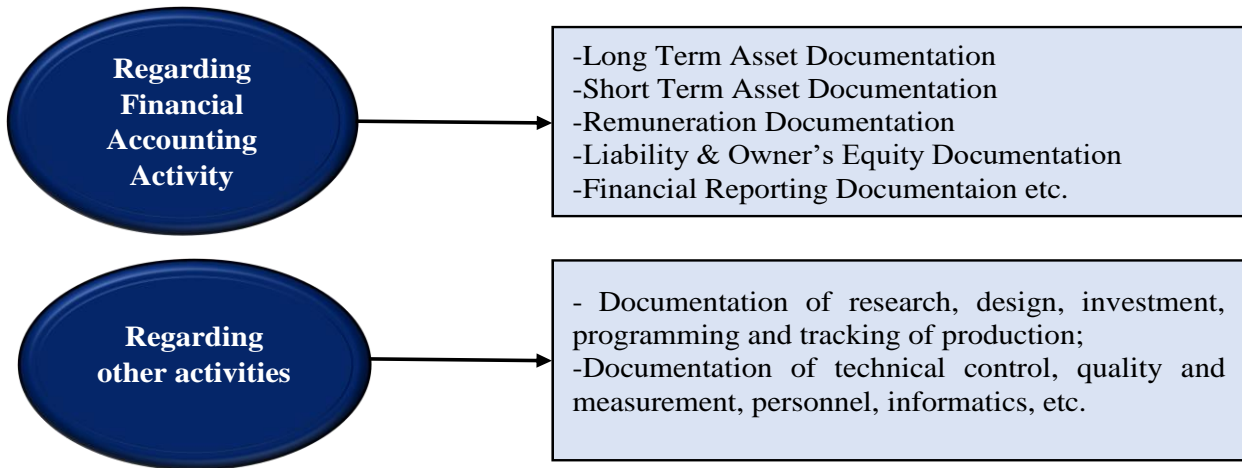 Regarding
Financial
Accounting
Activity
-Long Term Asset Documentation
-Short Term Asset Documentation
-Remuneration Documentation
-Liability & Owner's Equity Documentation
-Financial Reporting Documentaion etc.
Regarding
other activities
- Documentation of research, design, investment,
programming and tracking of production;
-Documentation of technical control, quality and
measurement, personnel, informatics, etc.